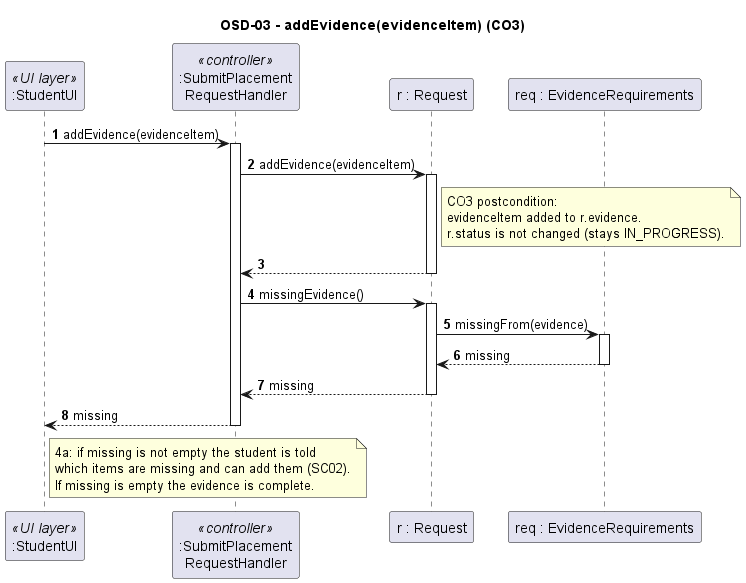 OSD-03 - addEvidence(evidenceItem) (CO3)
«UI layer»
:StudentUI
«controller»
:SubmitPlacement
RequestHandler
r : Request
req : EvidenceRequirements
1 addEvidence(evidenceItem)
2 addEvidence(evidenceItem)
CO3 postcondition:
evidenceItem added to r.evidence.
r.status is not changed (stays IN_PROGRESS).
3
4 missingEvidence()
5 missingFrom(evidence)
6 missing
7 missing
8 missing
4a: if missing is not empty the student is told
which items are missing and can add them (SC02).
If missing is empty the evidence is complete.
«UI layer»
:StudentUI
«controller»
:SubmitPlacement
RequestHandler
r : Request
req : EvidenceRequirements